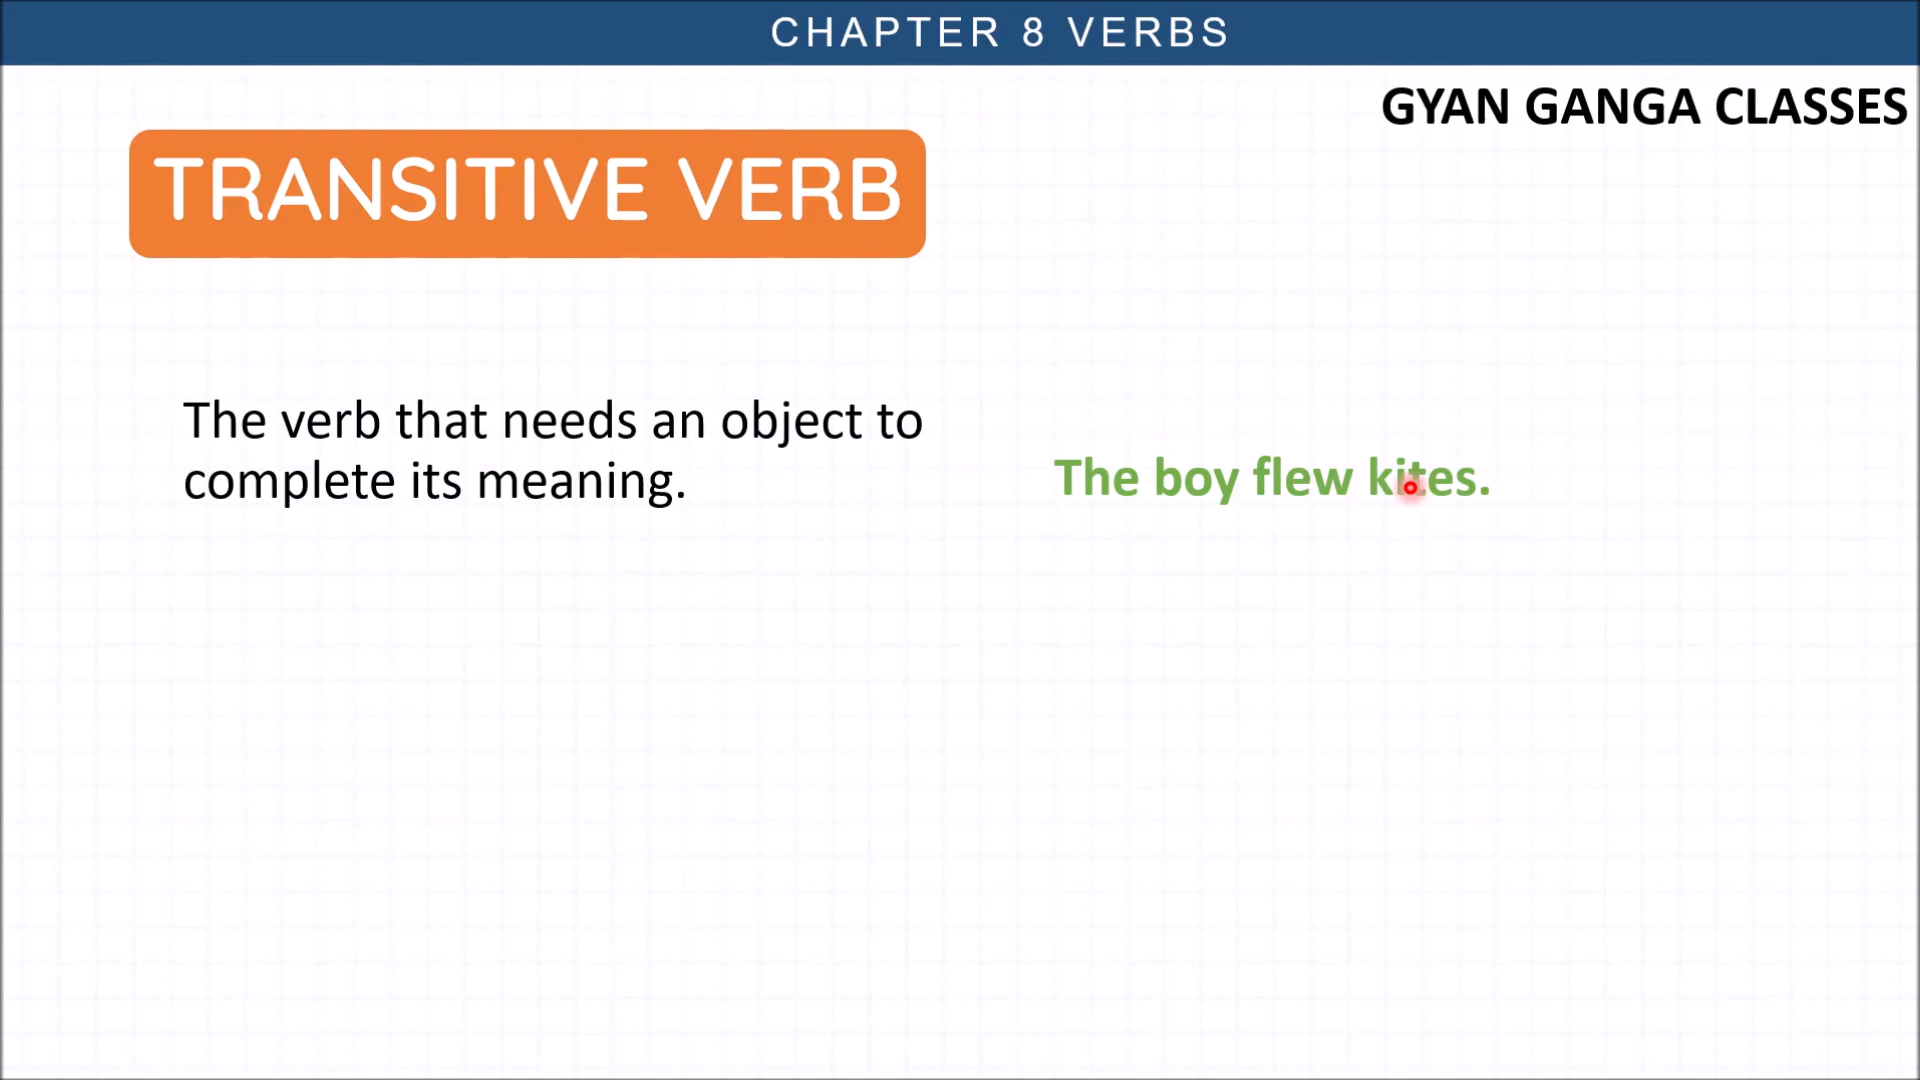 CHAPTER 8 VERBS
GYAN GANGA CLASSES
TRANSITIVE VERB
The verb that needs an object to
complete its meaning.
The boy flew kites.